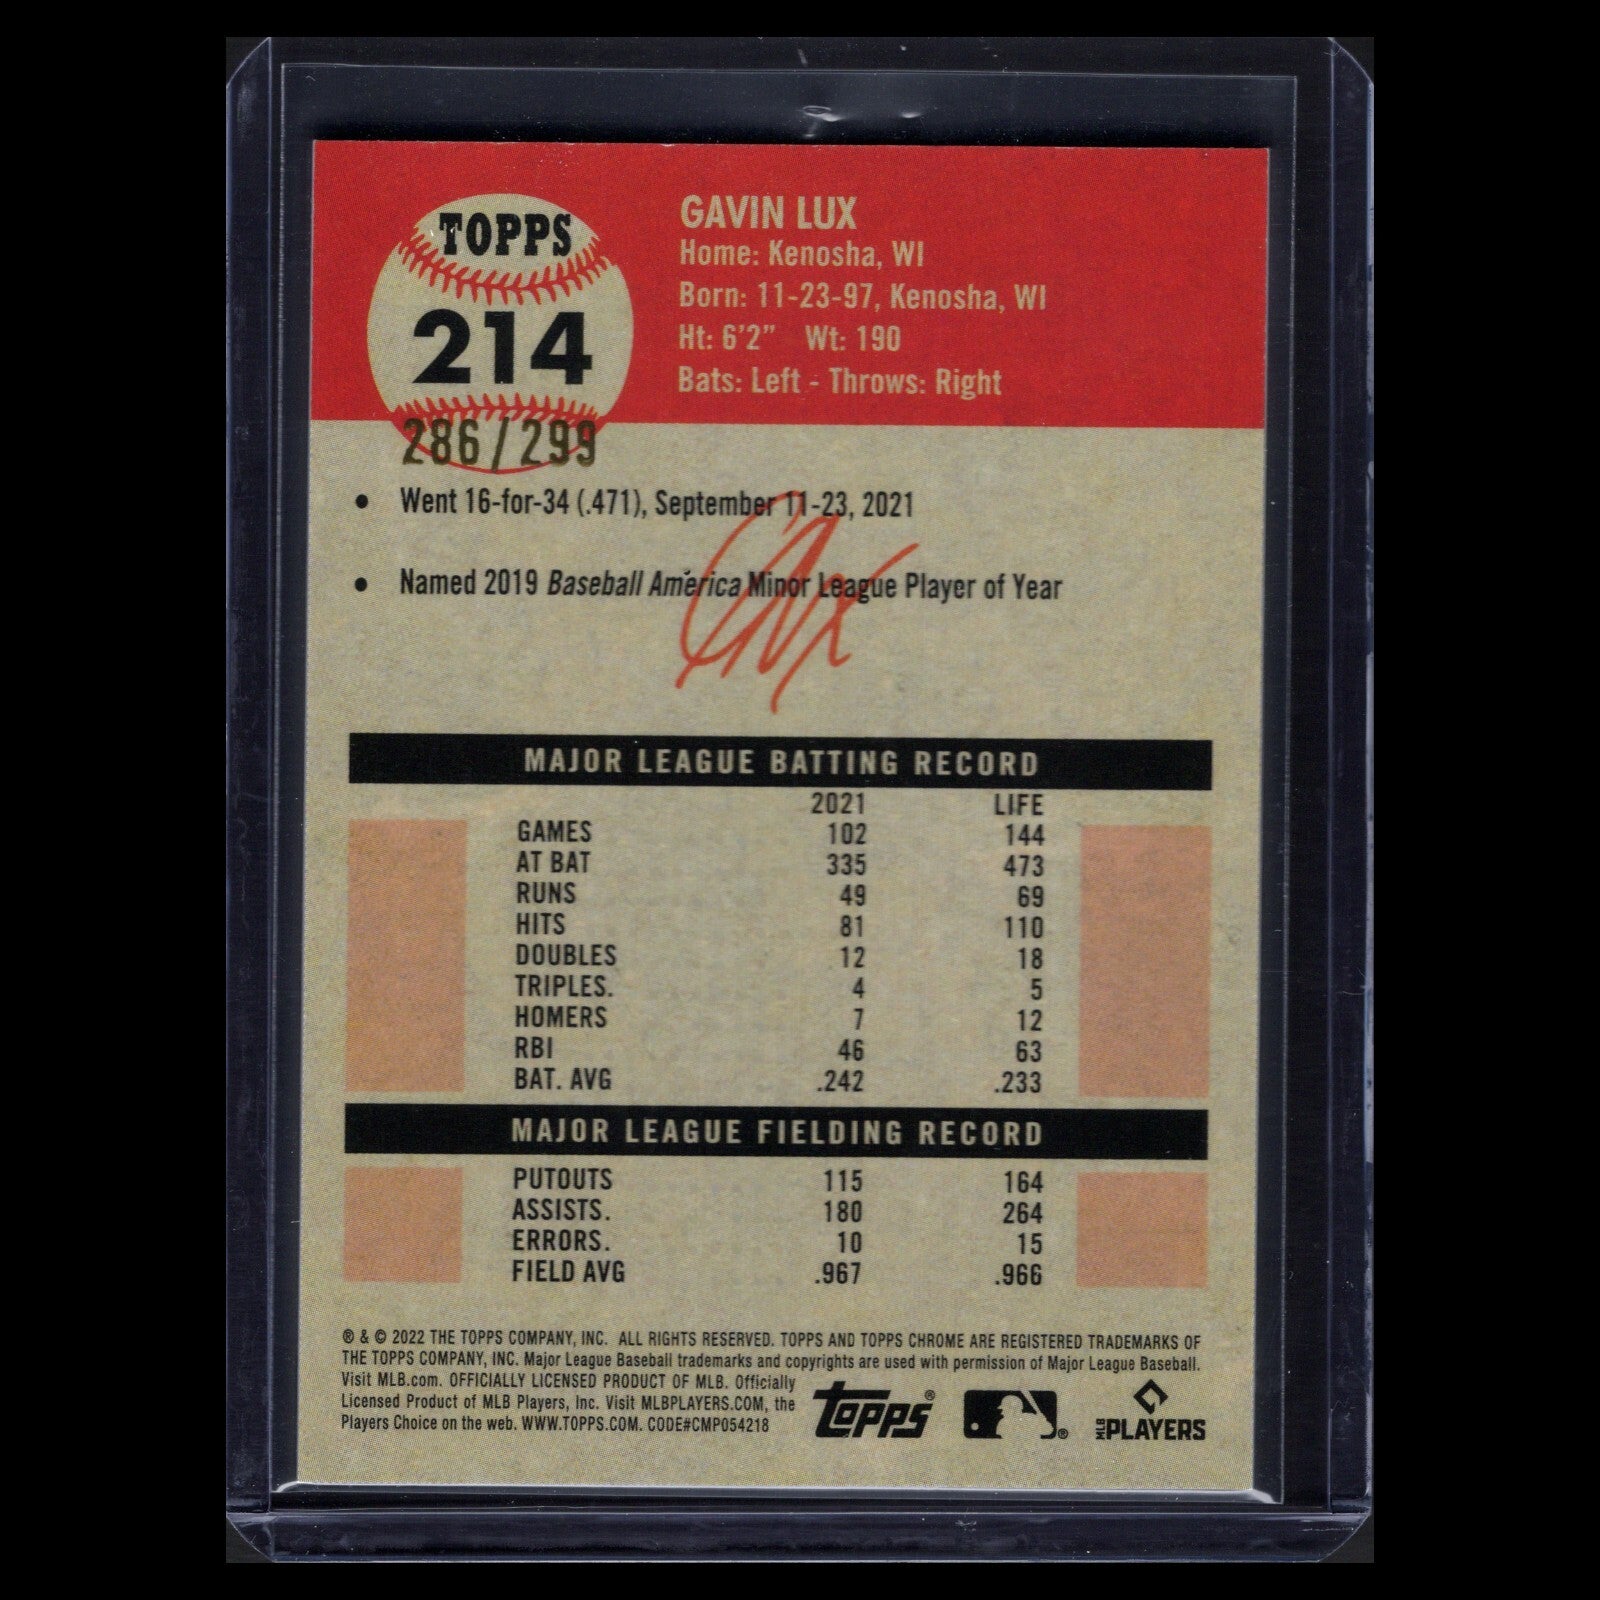 TOPPS
214
286/299
GAVIN LUX
Home: Kenosha, WI
Born: 11-23-97, Kenosha, WI
Ht: 6'2" Wt: 190
Bats: Left - Throws: Right
• Went 16-for-34 (.471), September 11-23, 2021
• Named 2019 Baseball America Minor League Player of Year
MAJOR LEAGUE BATTING RECORD
2021 LIFE
GAMES 102 144
AT BAT 335 473
RUNS 49 69
HITS 81 110
DOUBLES 12 18
TRIPLES. 4 5
HOMERS 7 12
RBI 46 63
BAT. AVG .242 .233
MAJOR LEAGUE FIELDING RECORD
PUTOUTS 115 164
ASSISTS. 180 264
ERRORS. 10 15
FIELD AVG .967 .966
® & © 2022 THE TOPPS COMPANY, INC. ALL RIGHTS RESERVED. TOPPS AND TOPPS CHROME ARE REGISTERED TRADEMARKS OF
THE TOPPS COMPANY, INC. Major League Baseball trademarks and copyrights are used with permission of Major League Baseball.
Visit MLB.com. OFFICIALLY LICENSED PRODUCT OF MLB. Officially
Licensed Product of MLB Players, Inc. Visit MLBPLAYERS.COM, the
Players Choice on the web. WWW.TOPPS.COM. CODE#CMP054218
Topps® ® MLB PLAYERS